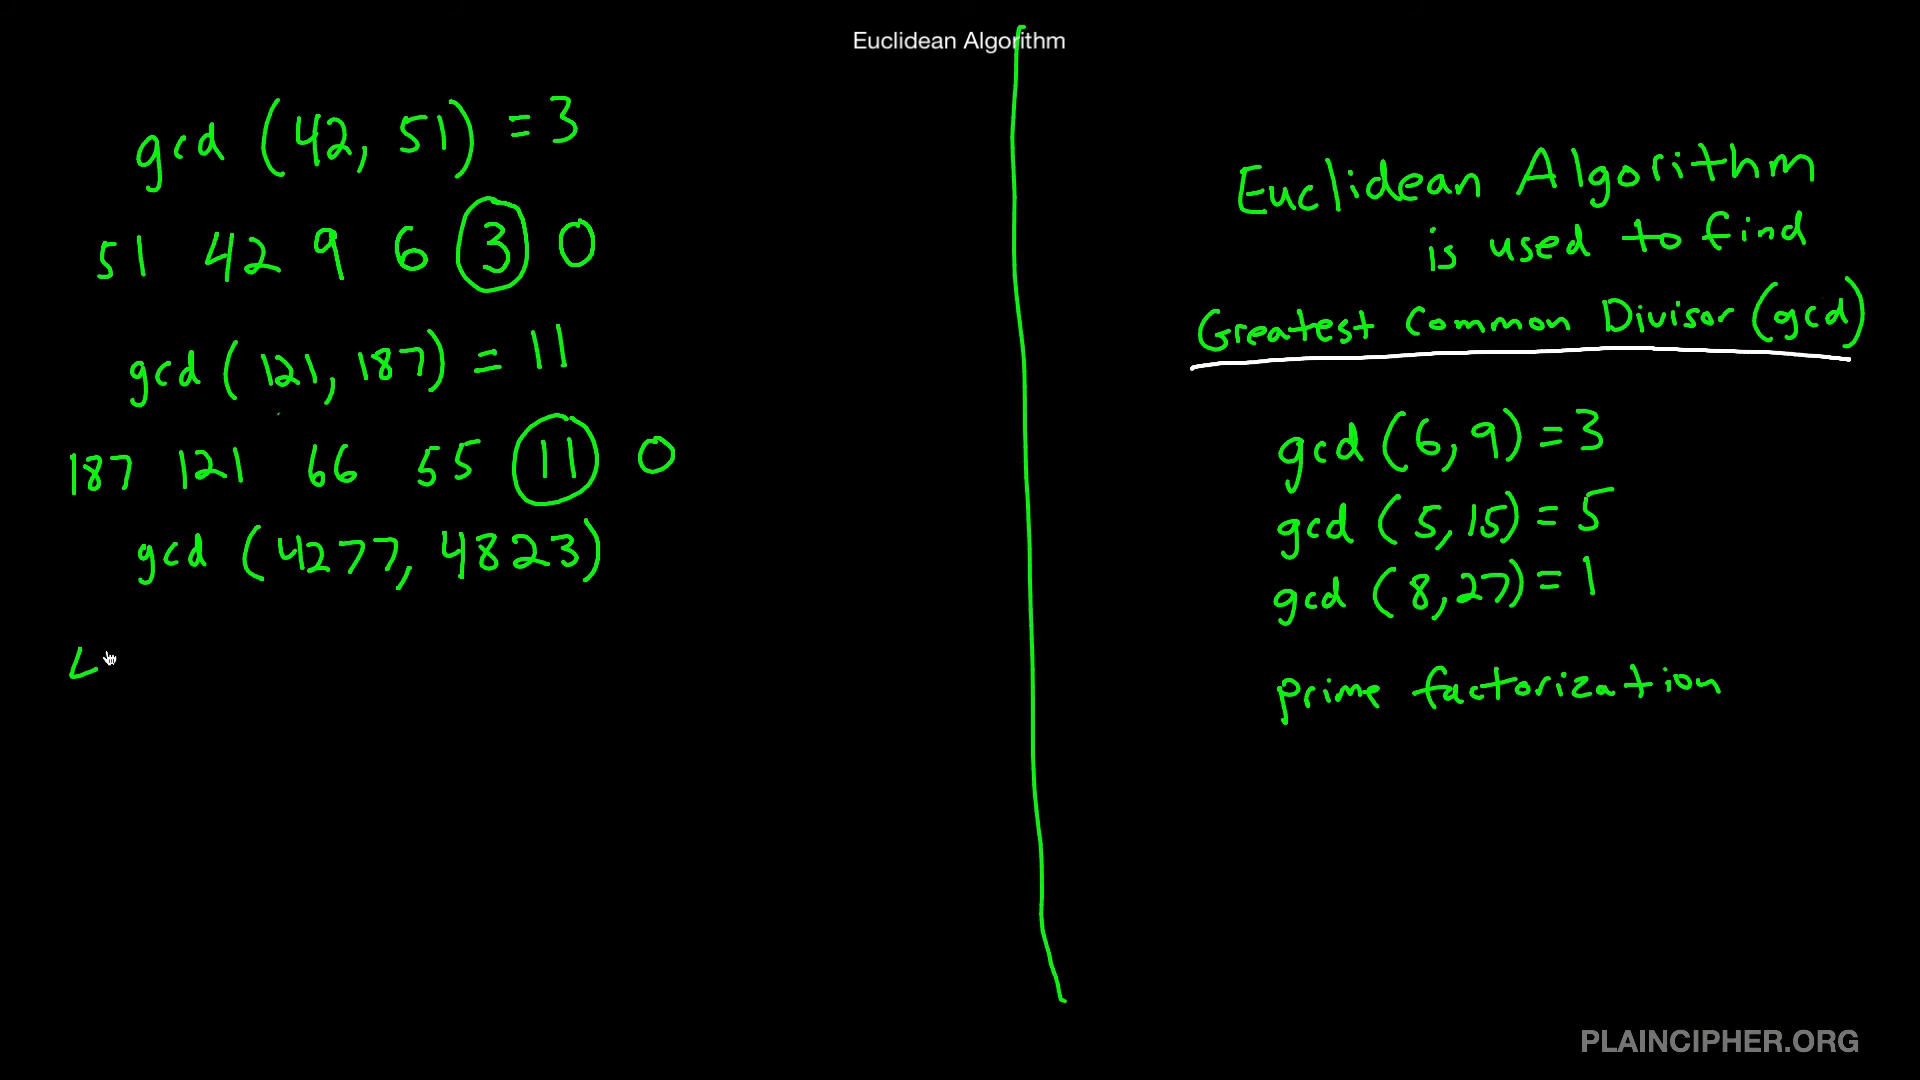 Euclidean Algorithm
gcd (42, 51) = 3
51 42 9 6 3 0
gcd (121, 187) = 11
187 121 66 55 11 0
gcd (4277, 4823)
Euclidean Algorithm
is used to find
Greatest Common Divisor (gcd)
gcd (6, 9) = 3
gcd (5, 15) = 5
gcd (8, 27) = 1
prime factorization
PLAINCIPHER.ORG